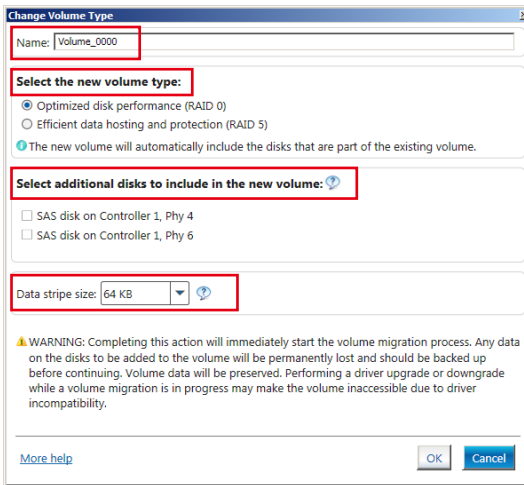 Change Volume Type
Name: Volume_0000
Select the new volume type:
Optimized disk performance (RAID 0)
Efficient data hosting and protection (RAID 5)
The new volume will automatically include the disks that are part of the existing volume.
Select additional disks to include in the new volume:
SAS disk on Controller 1, Phy 4
SAS disk on Controller 1, Phy 6
Data stripe size: 64 KB
WARNING: Completing this action will immediately start the volume migration process. Any data
on the disks to be added to the volume will be permanently lost and should be backed up
before continuing. Volume data will be preserved. Performing a driver upgrade or downgrade
while a volume migration is in progress may make the volume inaccessible due to driver
incompatibility.
More help OK Cancel